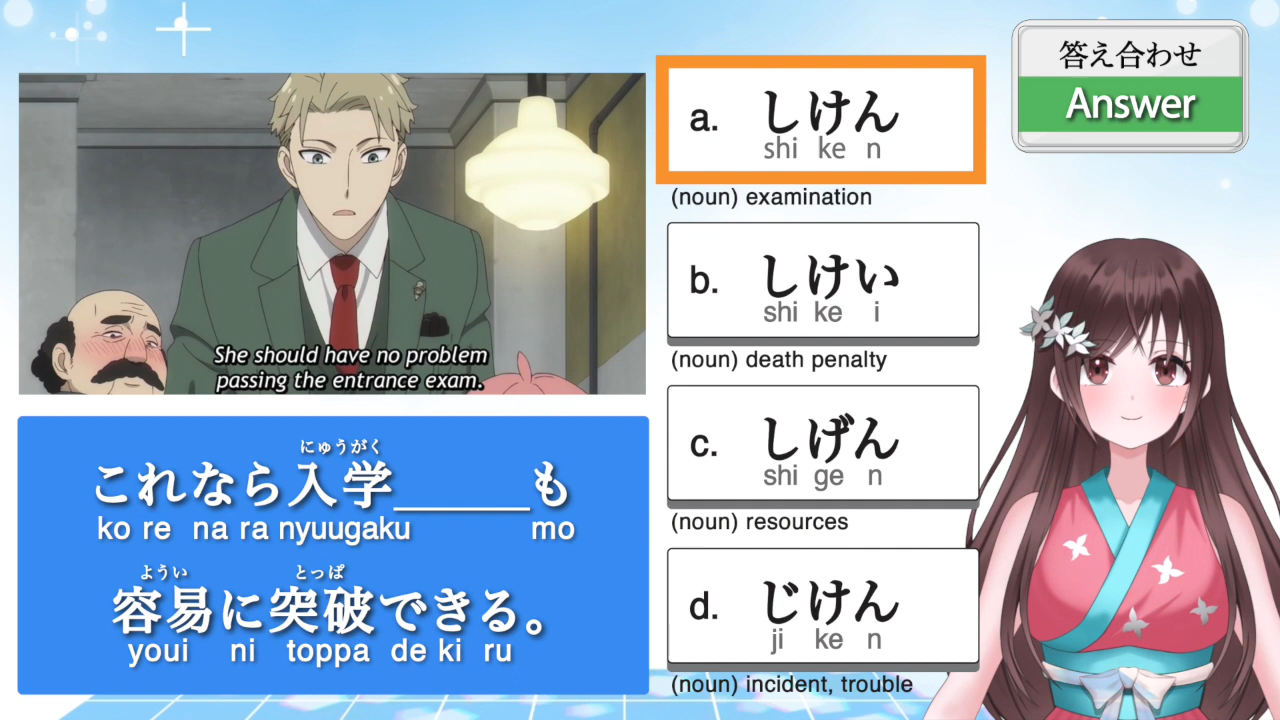 答え合わせ
Answer
She should have no problem
passing the entrance exam.
にゅうがく
これなら入学______も
ko re na ra nyuugaku mo
ようい とっぱ
容易に突破できる。
youi ni toppa de ki ru
a. しけん
shi ke n
(noun) examination
b. しけい
shi ke i
(noun) death penalty
c. しげん
shi ge n
(noun) resources
d. じけん
ji ke n
(noun) incident, trouble